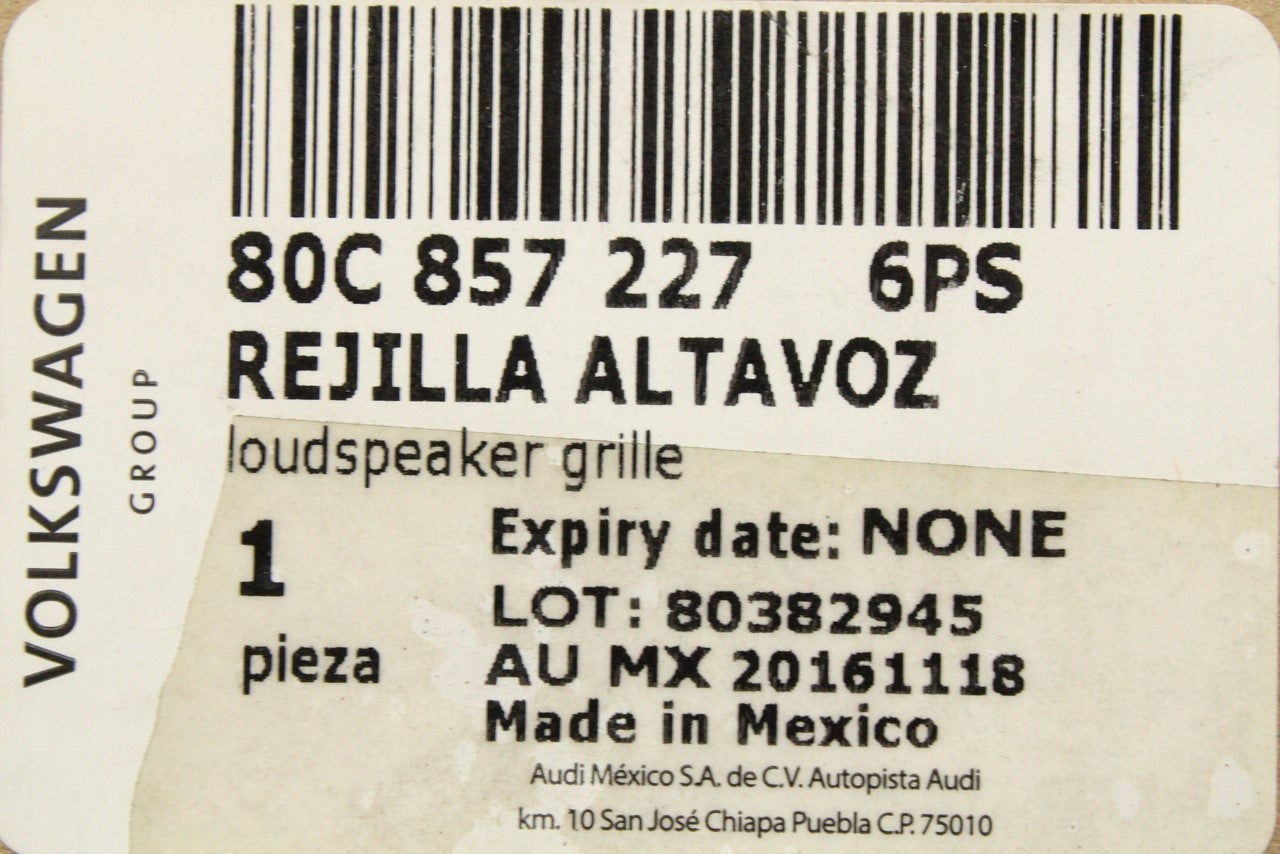 VOLKSWAGEN
GROUP
80C 857 227 6PS
REJILLA ALTAVOZ
loudspeaker grille
1
pieza
Expiry date: NONE
LOT: 80382945
AU MX 20161118
Made in Mexico
Audi México S.A. de C.V. Autopista Audi
km. 10 San José Chiapa Puebla C.P. 75010